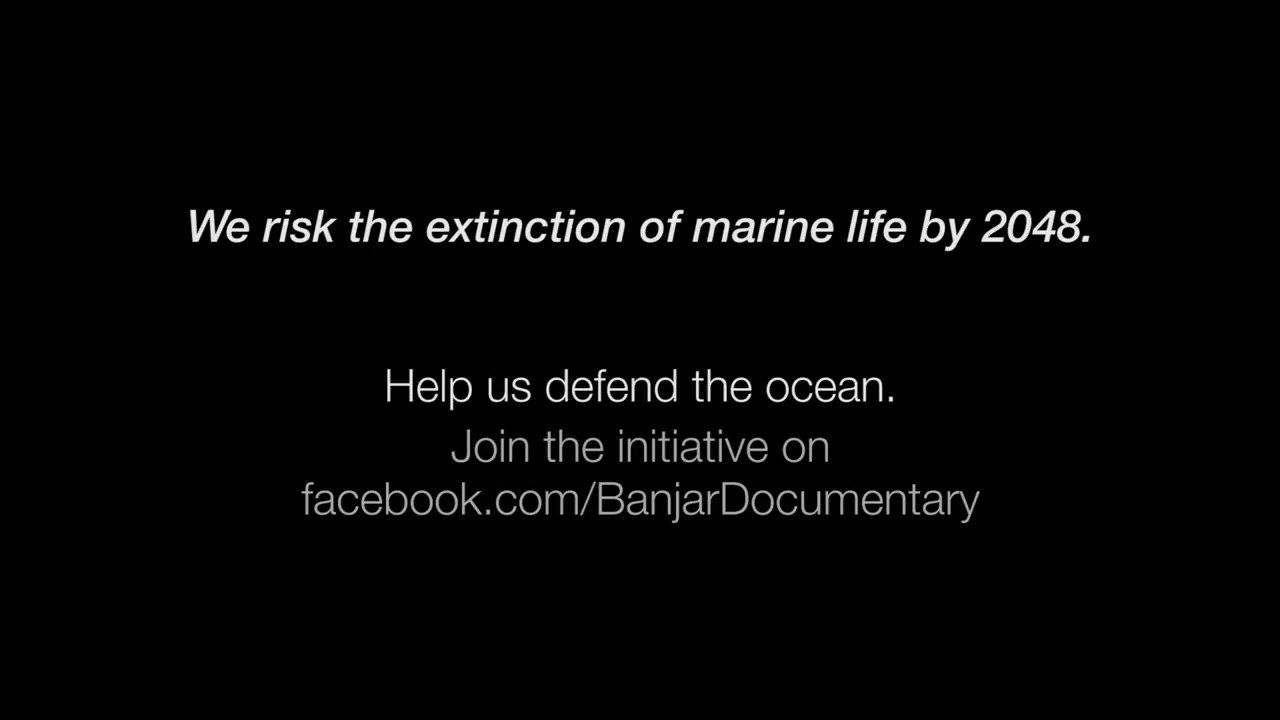 We risk the extinction of marine life by 2048.
Help us defend the ocean.
Join the initiative on
facebook.com/BanjarDocumentary